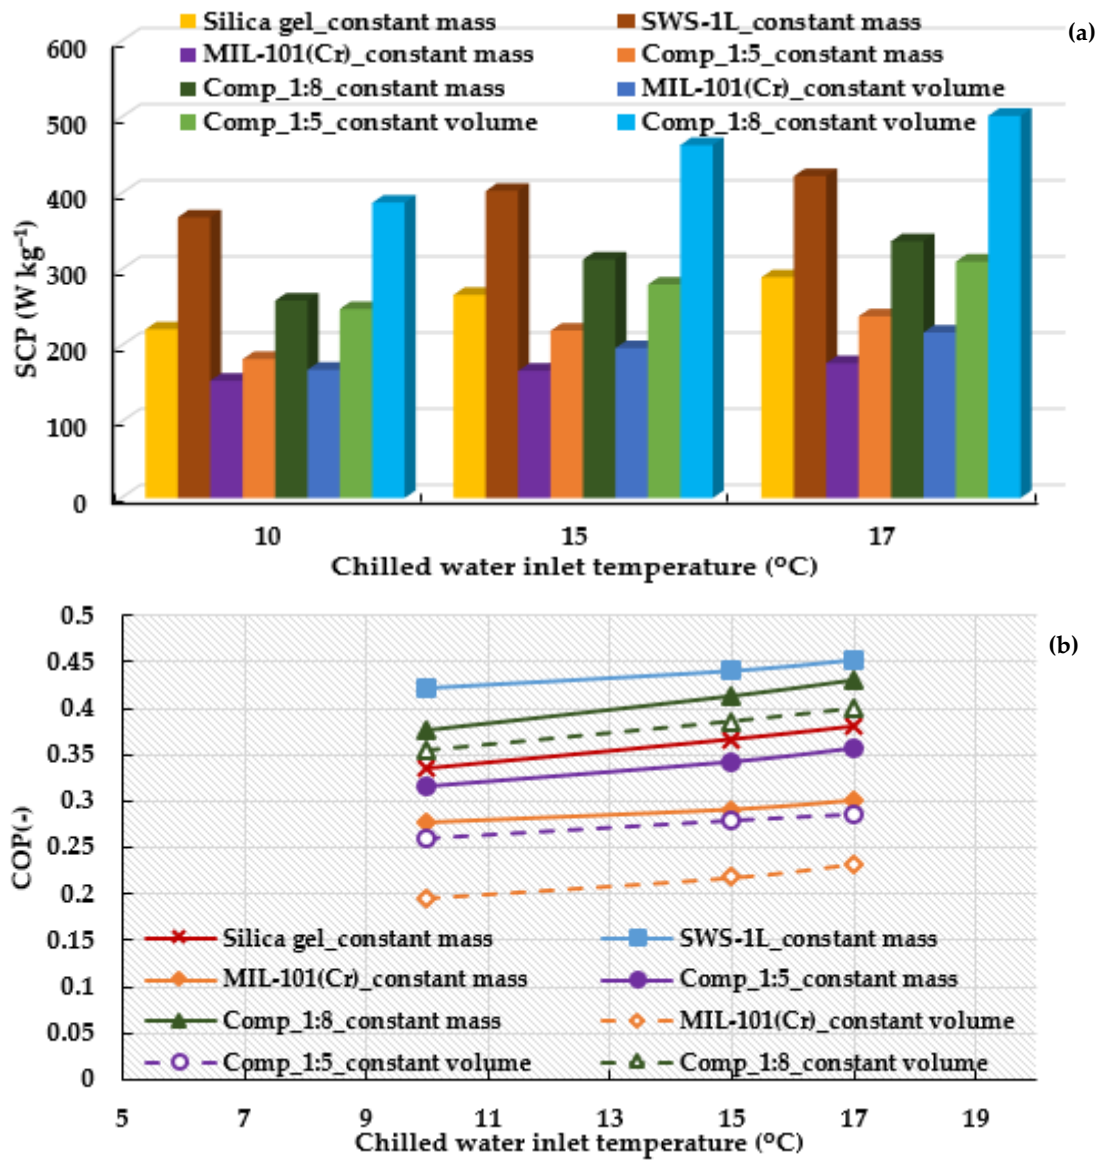 Silica gel_constant mass
SWS-1L_constant mass
(a)
MIL-101(Cr)_constant mass
Comp_1:5_constant mass
Comp_1:8_constant mass
MIL-101(Cr)_constant volume
Comp_1:5_constant volume
Comp_1:8_constant volume
600
500
400
300
200
100
0
SCP (W kg⁻¹)
10
15
17
Chilled water inlet temperature (ᴼC)
(b)
0.5
0.45
0.4
0.35
0.3
0.25
0.2
0.15
0.1
0.05
0
COP(-)
Silica gel_constant mass
SWS-1L_constant mass
MIL-101(Cr)_constant mass
Comp_1:5_constant mass
Comp_1:8_constant mass
MIL-101(Cr)_constant volume
Comp_1:5_constant volume
Comp_1:8_constant volume
5
7
9
11
13
15
17
19
Chilled water inlet temperature (ᴼC)